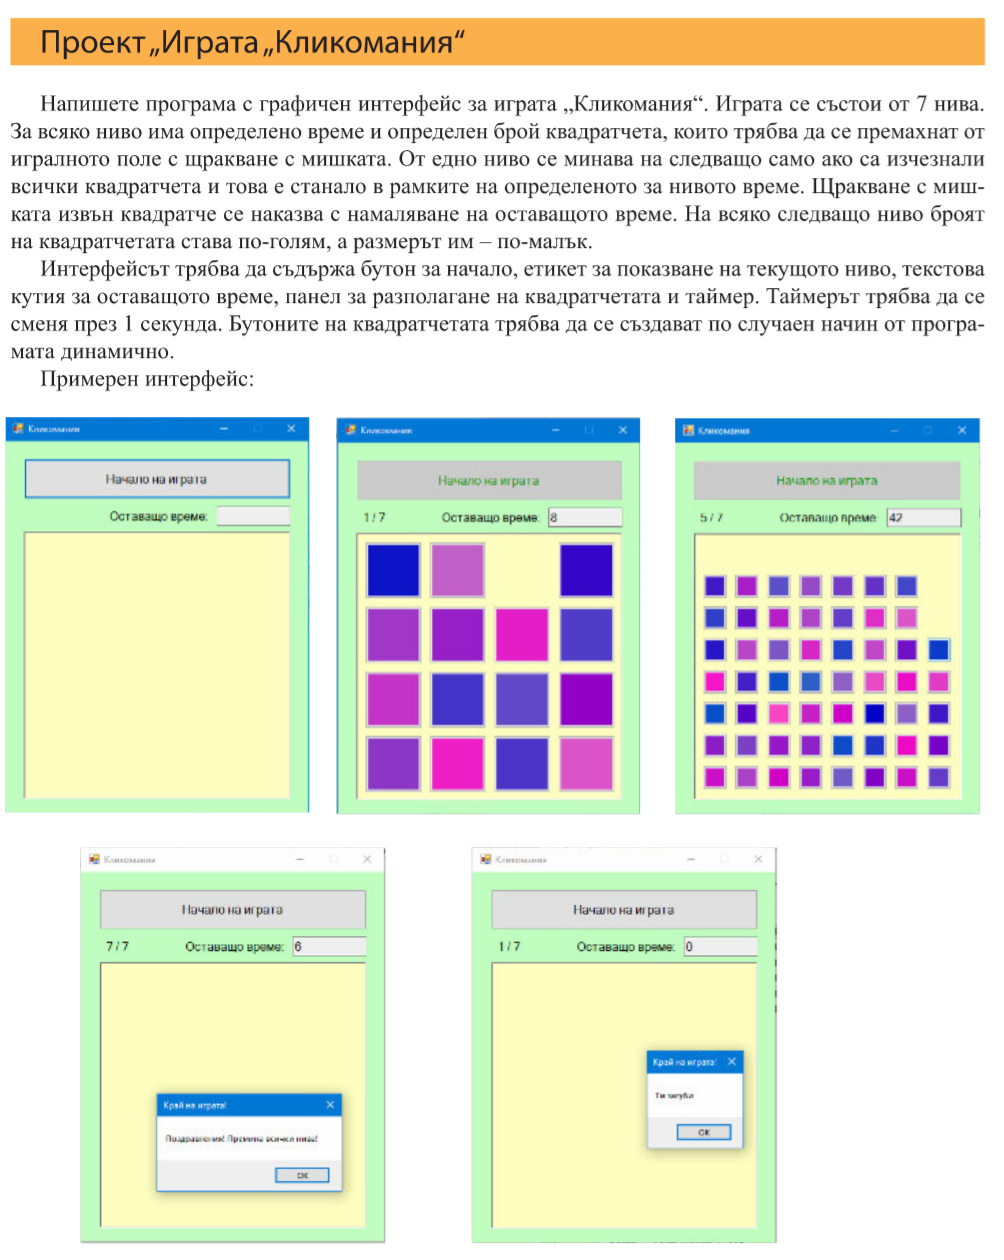 Проект „Играта „Кликомания“
Напишете програма с графичен интерфейс за играта „Кликомания“. Играта се състои от 7 нива.
За всяко ниво има определено време и определен брой квадратчета, които трябва да се премахнат от
игралното поле с щракване с мишката. От едно ниво се минава на следващо само ако са изчезнали
всички квадратчета и това е станало в рамките на определеното за нивото време. Щракване с миш-
ката извън квадратче се наказва с намаляване на оставащото време. На всяко следващо ниво броят
на квадратчетата става по-голям, а размерът им – по-малък.
Интерфейсът трябва да съдържа бутон за начало, етикет за показване на текущото ниво, текстова
кутия за оставащото време, панел за разполагане на квадратчетата и таймер. Таймерът трябва да се
сменя през 1 секунда. Бутоните на квадратчетата трябва да се създават по случаен начин от програ-
мата динамично.
Примерен интерфейс:
Кликомания
Начало на играта
Оставащо време:
Кликомания
Начало на играта
1 / 7 Оставащо време: 8
Кликомания
Начало на играта
5 / 7 Оставащо време: 42
Кликомания
Начало на играта
7 / 7 Оставащо време: 6
Край на играта!
Поздравления! Премина всички нива!
OK
Кликомания
Начало на играта
1 / 7 Оставащо време: 0
Край на играта!
Ти загуби
OK